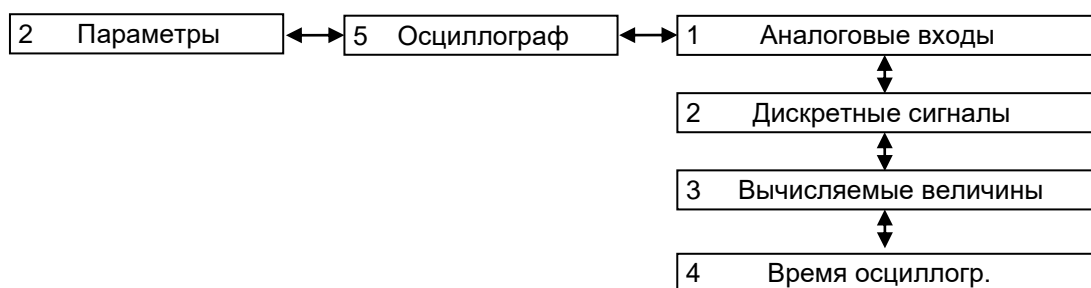 2 Параметры 5 Осциллограф 1 Аналоговые входы
2 Дискретные сигналы
3 Вычисляемые величины
4 Время осциллогр.